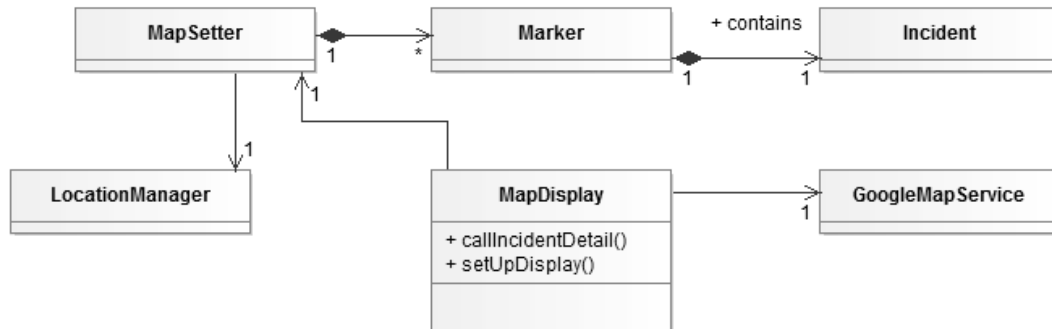 MapSetter
1
*
Marker
+ contains
1
1
Incident
1
1
LocationManager
MapDisplay
+ callIncidentDetail()
+ setUpDisplay()
1
GoogleMapService